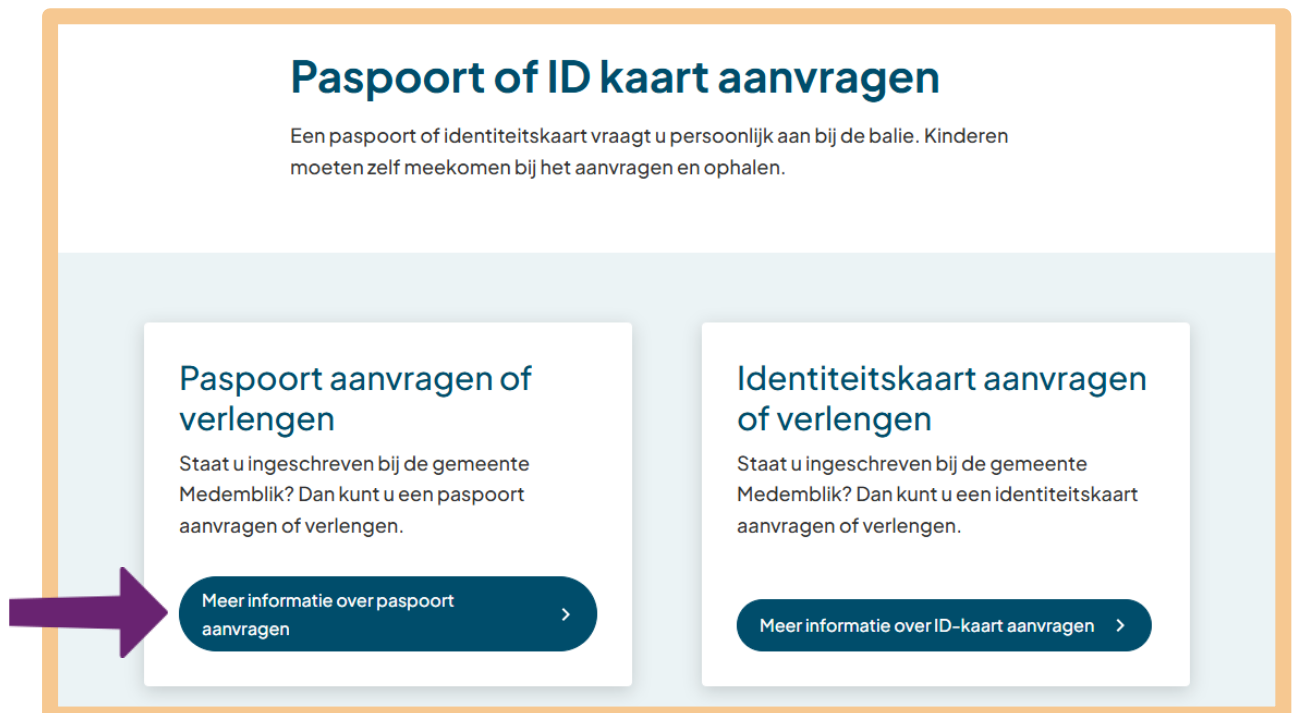 Paspoort of ID kaart aanvragen
Een paspoort of identiteitskaart vraagt u persoonlijk aan bij de balie. Kinderen
moeten zelf meekomen bij het aanvragen en ophalen.
Paspoort aanvragen of
verlengen
Staat u ingeschreven bij de gemeente
Medemblik? Dan kunt u een paspoort
aanvragen of verlengen.
Meer informatie over paspoort
aanvragen
Identiteitskaart aanvragen
of verlengen
Staat u ingeschreven bij de gemeente
Medemblik? Dan kunt u een identiteitskaart
aanvragen of verlengen.
Meer informatie over ID-kaart aanvragen